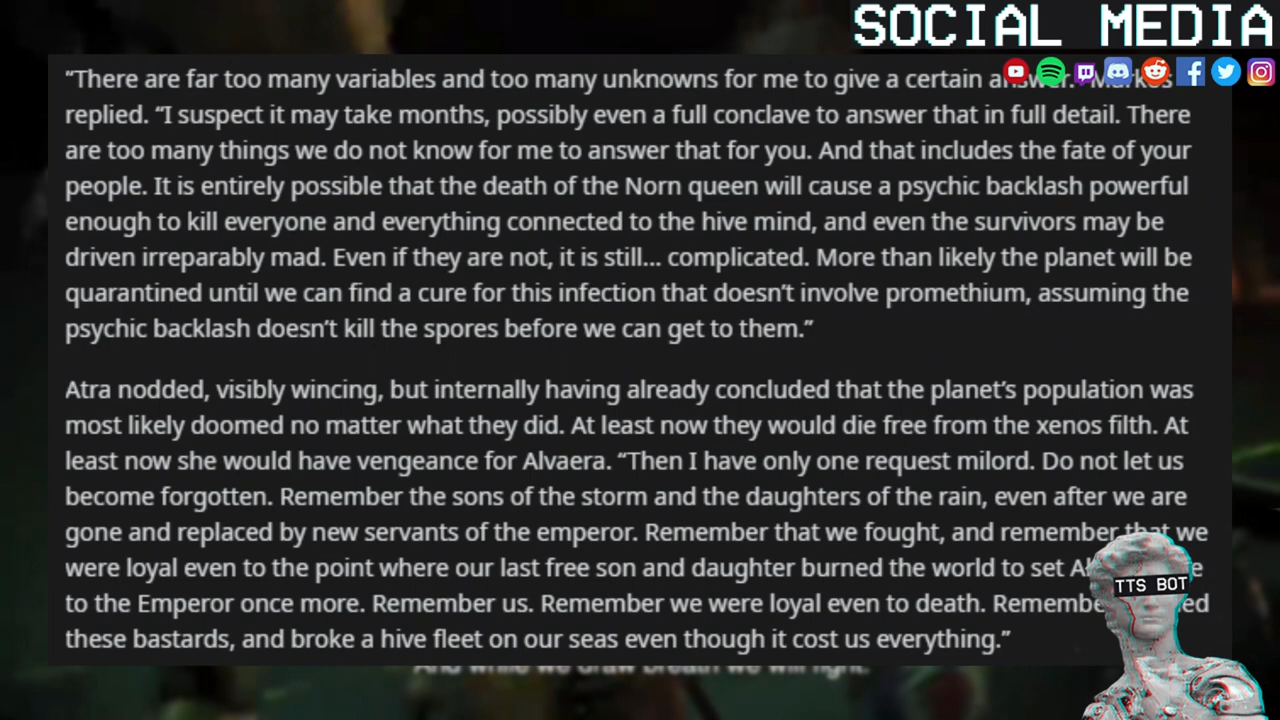 SOCIAL MEDIA
“There are far too many variables and too many unknowns for me to give a certain answer.” Markos
replied. “I suspect it may take months, possibly even a full conclave to answer that in full detail. There
are too many things we do not know for me to answer that for you. And that includes the fate of your
people. It is entirely possible that the death of the Norn queen will cause a psychic backlash powerful
enough to kill everyone and everything connected to the hive mind, and even the survivors may be
driven irreparably mad. Even if they are not, it is still... complicated. More than likely the planet will be
quarantined until we can find a cure for this infection that doesn’t involve promethium, assuming the
psychic backlash doesn’t kill the spores before we can get to them.”
Atra nodded, visibly wincing, but internally having already concluded that the planet’s population was
most likely doomed no matter what they did. At least now they would die free from the xenos filth. At
least now she would have vengeance for Alvaera. “Then I have only one request milord. Do not let us
become forgotten. Remember the sons of the storm and the daughters of the rain, even after we are
gone and replaced by new servants of the emperor. Remember that we fought, and remember that we
were loyal even to the point where our last free son and daughter burned the world to set
to the Emperor once more. Remember us. Remember we were loyal even to death. Remember
these bastards, and broke a hive fleet on our seas even though it cost us everything.”
TTS BOT
And while we draw breath we will fight.